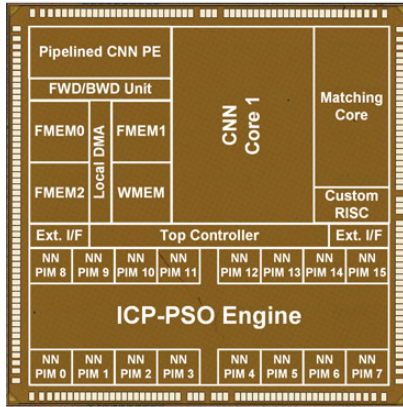 Pipelined CNN PE
FWD/BWD Unit
FMEM0
Local DMA
FMEM1
FMEM2
WMEM
CNN
Core 1
Matching
Core
Custom
RISC
Ext. I/F
Top Controller
Ext. I/F
NN
PIM 8
NN
PIM 9
NN
PIM 10
NN
PIM 11
NN
PIM 12
NN
PIM 13
NN
PIM 14
NN
PIM 15
ICP-PSO Engine
NN
PIM 0
NN
PIM 1
NN
PIM 2
NN
PIM 3
NN
PIM 4
NN
PIM 5
NN
PIM 6
NN
PIM 7